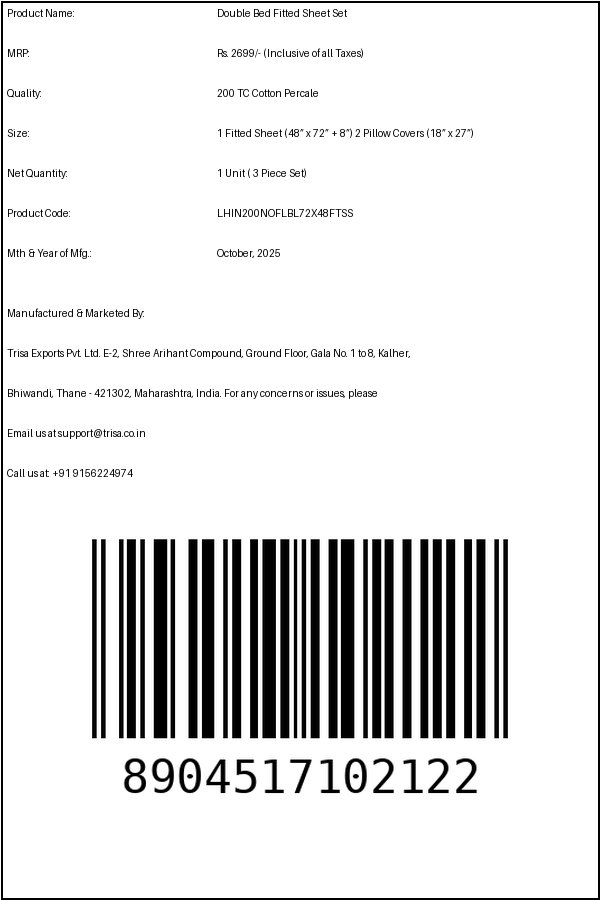 Product Name: Double Bed Fitted Sheet Set
MRP: Rs. 2699/- (Inclusive of all Taxes)
Quality: 200 TC Cotton Percale
Size: 1 Fitted Sheet (48” x 72” + 8”) 2 Pillow Covers (18” x 27”)
Net Quantity: 1 Unit ( 3 Piece Set)
Product Code: LHIN200NOFLBL72X48FTSS
Mth & Year of Mfg.: October, 2025
Manufactured & Marketed By:
Trisa Exports Pvt. Ltd. E-2, Shree Arihant Compound, Ground Floor, Gala No. 1 to 8, Kalher,
Bhiwandi, Thane - 421302, Maharashtra, India. For any concerns or issues, please
Email us at support@trisa.co.in
Call us at: +91 9156224974
8904517102122